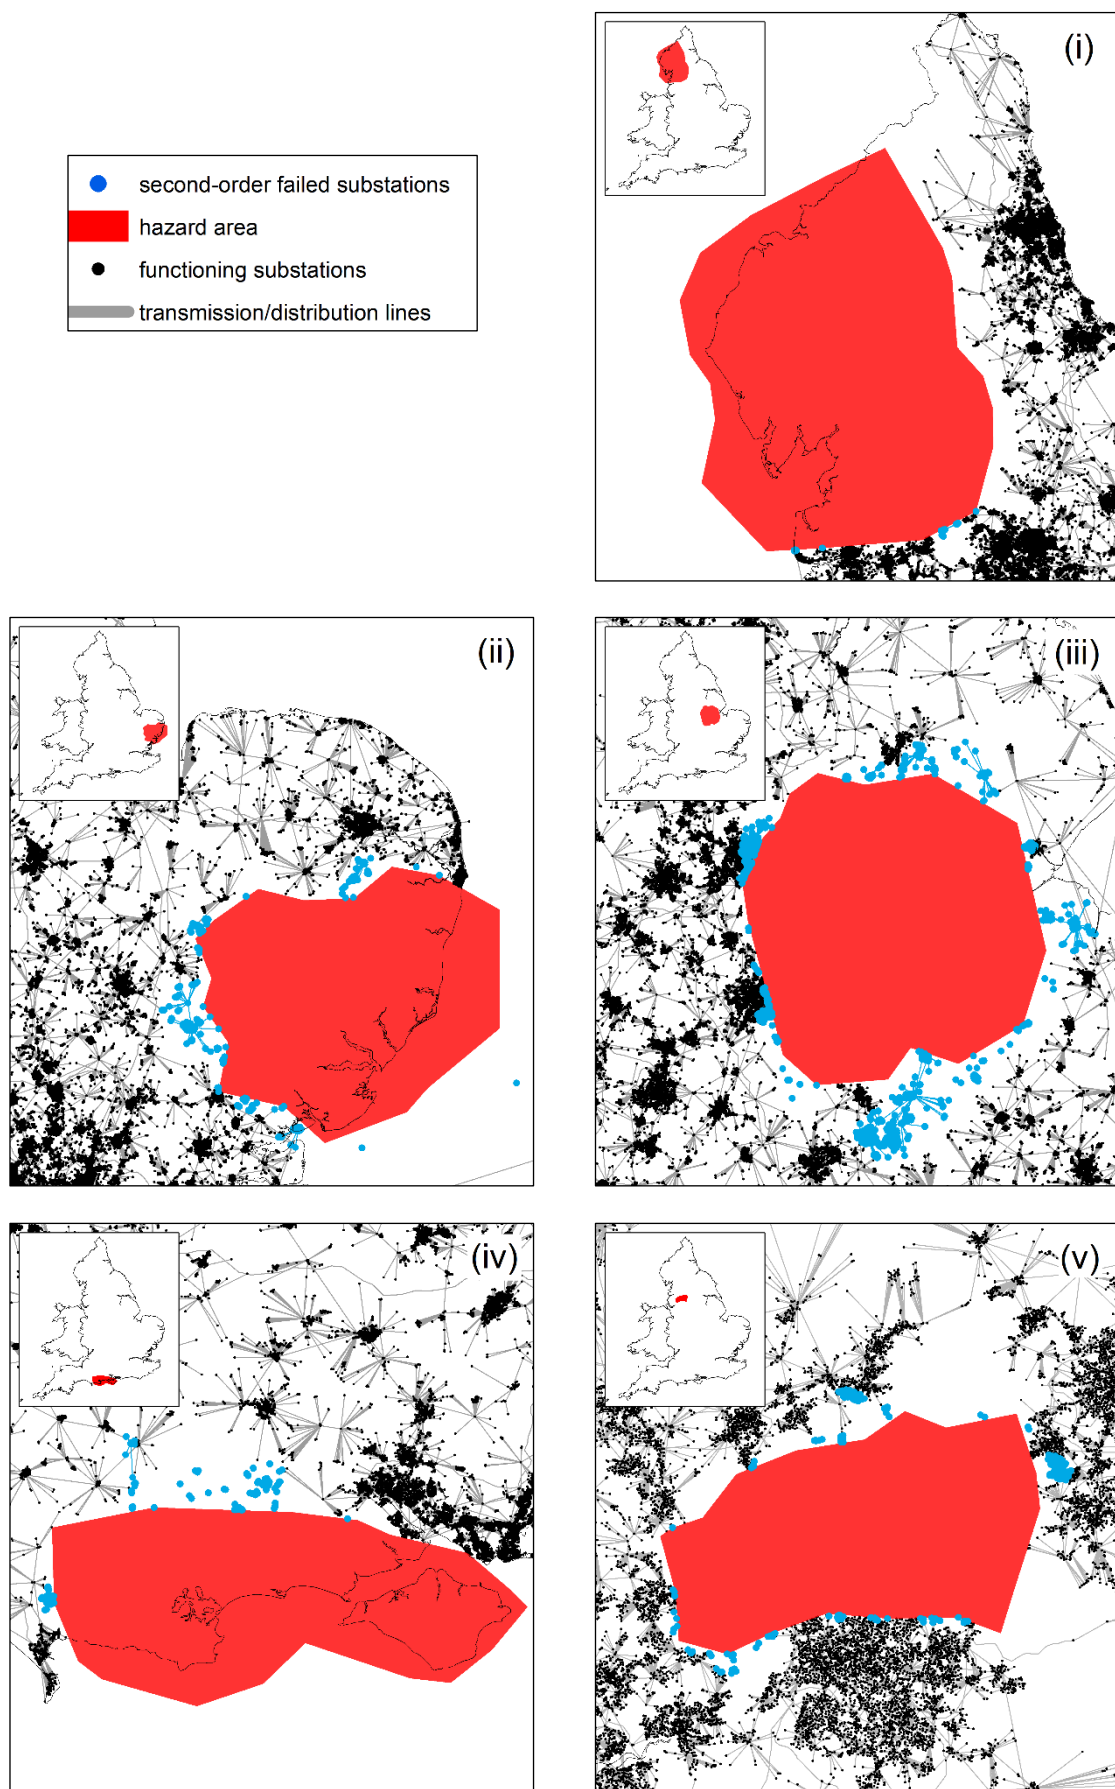 (i)
second-order failed substations
hazard area
functioning substations
transmission/distribution lines
(ii)
(iii)
(iv)
(v)